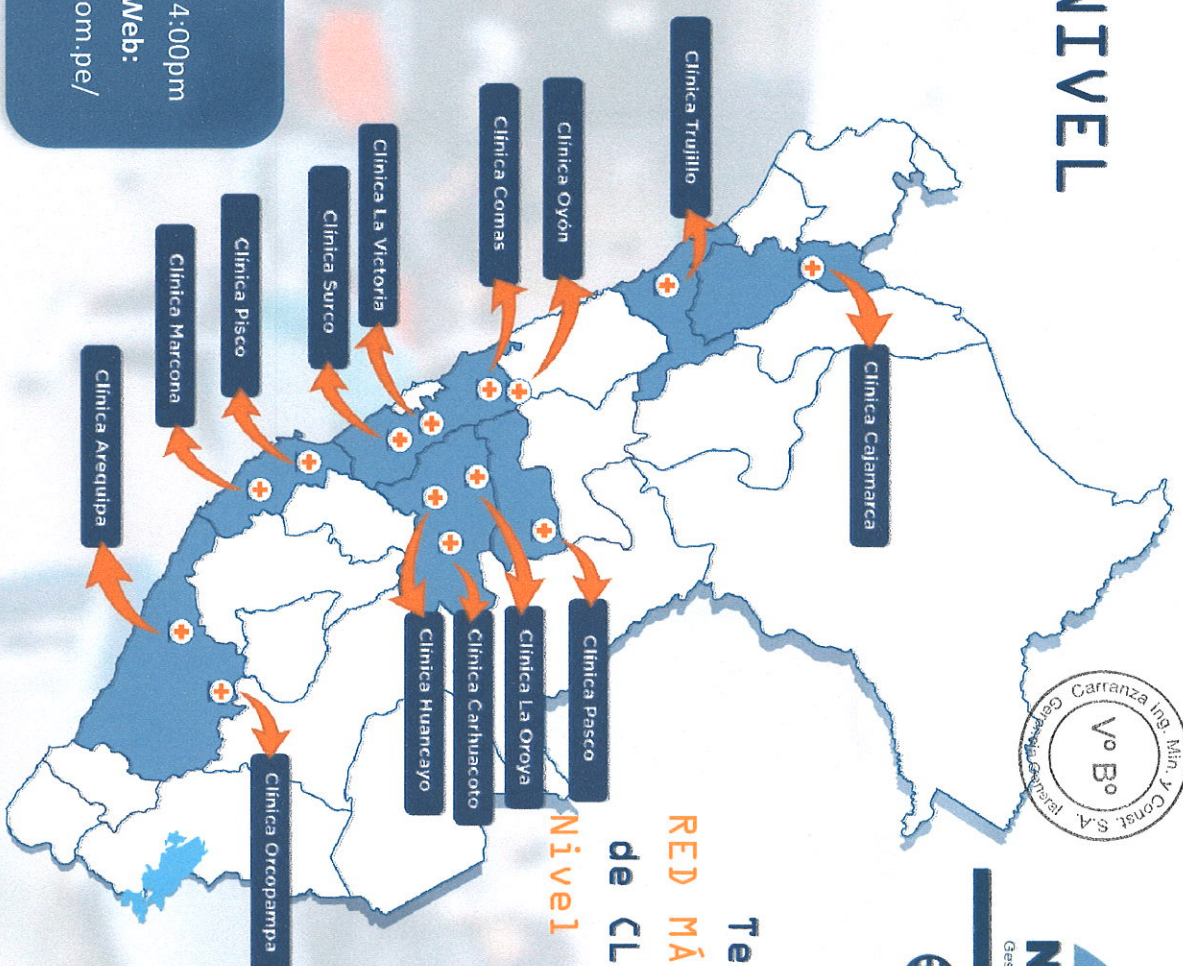 NIVEL
Clínica Trujillo
Clínica Cajamarca
Clínica Oyón
Clínica Comas
Clínica La Victoria
Clínica Surco
Clínica Pisco
Clínica Marcona
Clínica Arequipa
Clínica Pasco
Clínica La Oroya
Clínica Carhuacoto
Clínica Huancayo
Clínica Orcopampa
Carranza Ing. Min. y Const. S.A.
V° B°
Gerencia General
Te
RED MÁ
de CL
Nivel
N
Ges
e
4:00pm
Web:
om.pe/